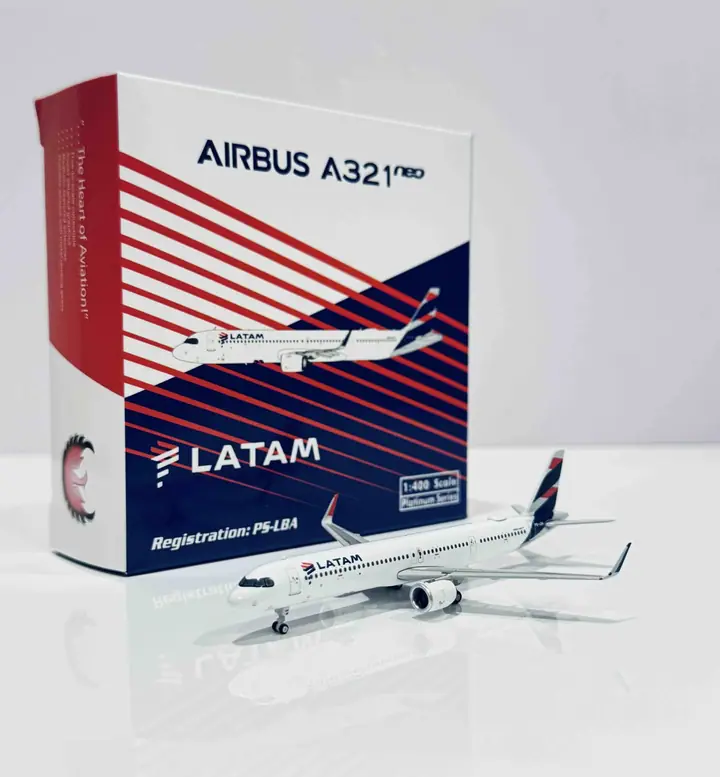 AIRBUS A321neo
"The Heart of Aviation!"
LATAM
LATAM
1:400 Scale
Platinum Series
Registration: PS-LBA
LATAM